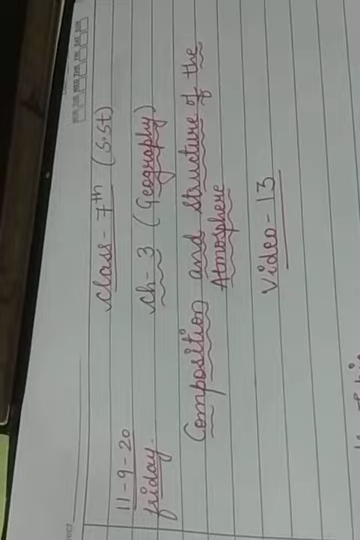 11-9-20
friday.
Class- 7th (S.St)
Ch- 3 (Geography)
Composition and Structure of the
Atmosphere
Video-13